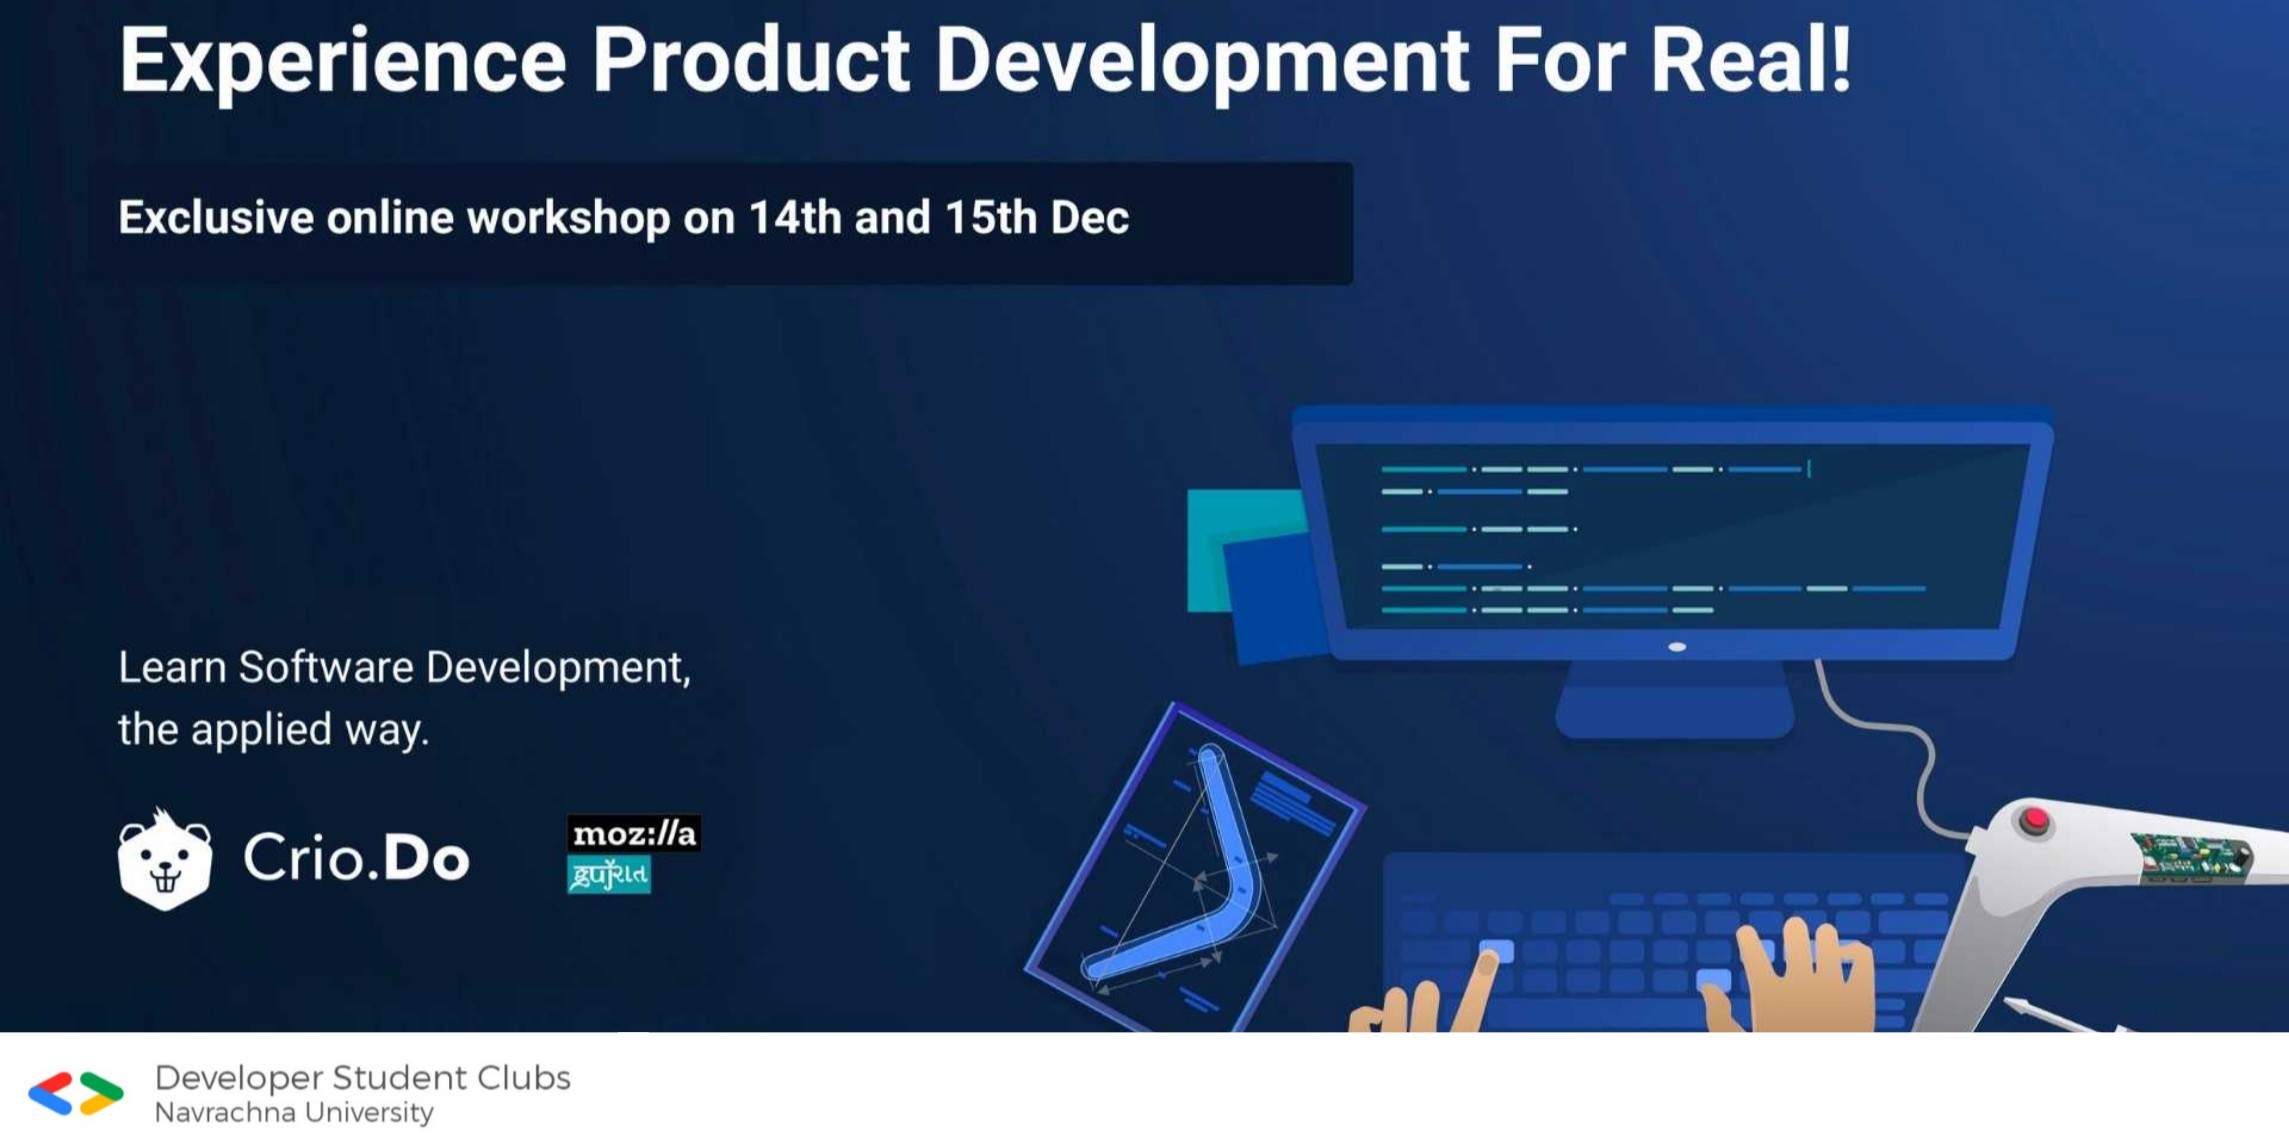 Experience Product Development For Real!
Exclusive online workshop on 14th and 15th Dec
Learn Software Development,
the applied way.
Crio.Do
moz://a
Developer Student Clubs
Navrachna University